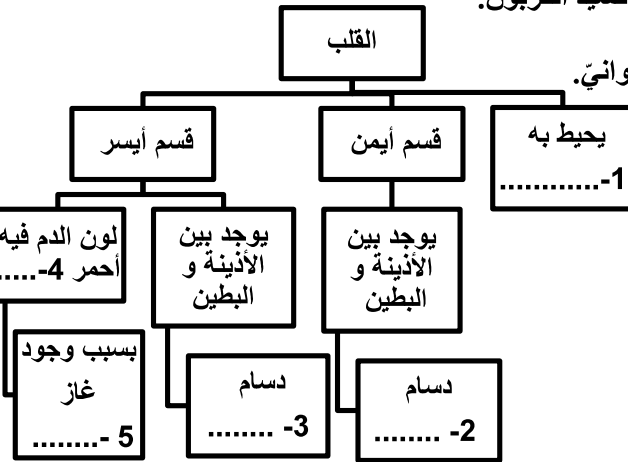 القلب
وانيّ.
يحيط به
1-............
قسم أيمن
قسم أيسر
يوجد بين
الأذينة و
البطين
يوجد بين
الأذينة و
البطين
لون الدم فيه
أحمر 4-.....
دسام
2- ........
دسام
3- ........
بسبب وجود
غاز
5 -........